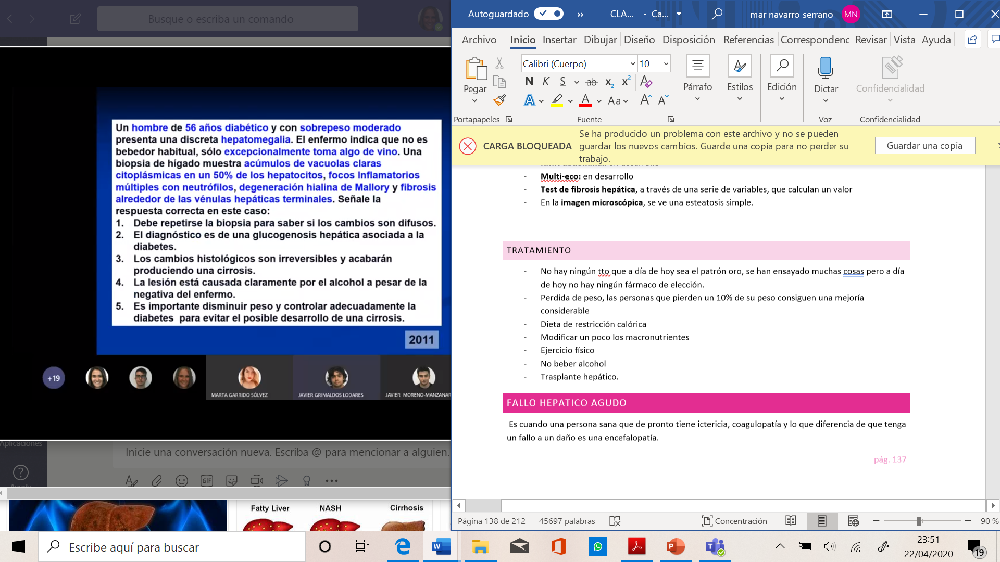 Busque o escriba un comando
Un hombre de 56 años diabético y con sobrepeso moderado
presenta una discreta hepatomegalia. El enfermo indica que no es
bebedor habitual, sólo excepcionalmente toma algo de vino. Una
biopsia de hígado muestra acúmulos de vacuolas claras
citoplásmicas en un 50% de los hepatocitos, focos Inflamatorios
múltiples con neutrófilos, degeneración hialina de Mallory y fibrosis
alrededor de las vénulas hepáticas terminales. Señale la
respuesta correcta en este caso:
1. Debe repetirse la biopsia para saber si los cambios son difusos.
2. El diagnóstico es de una glucogenosis hepática asociada a la
diabetes.
3. Los cambios histológicos son irreversibles y acabarán
produciendo una cirrosis.
4. La lesión está causada claramente por el alcohol a pesar de la
negativa del enfermo.
5. Es importante disminuir peso y controlar adecuadamente la
diabetes para evitar el posible desarrollo de una cirrosis.
2011
+19
MARTA GARRIDO SÓLVEZ
JAVIER GRIMALDOS LODARES
JAVIER MORENO-MANZANAR
Aplicaciones
Inicie una conversación nueva. Escriba @ para mencionar a alguien.
GIF
Fatty Liver
NASH
Cirrhosis
Autoguardado
CLA... - Ca...
mar navarro serrano
MN
Archivo Inicio Insertar Dibujar Diseño Disposición Referencias Correspondenc Revisar Vista Ayuda
Calibri (Cuerpo) 10
Pegar
N K S ab x2 x2 A
A A Aa A A
Párrafo
Estilos
Edición
Dictar
Confidencialidad
Portapapeles
Fuente
Voz
Confidencialidad
CARGA BLOQUEADA
Se ha producido un problema con este archivo y no se pueden
guardar los nuevos cambios. Guarde una copia para no perder su
trabajo.
Guardar una copia
- Multi-eco: en desarrollo
- Test de fibrosis hepática, a través de una serie de variables, que calculan un valor
- En la imagen microscópica, se ve una esteatosis simple.
TRATAMIENTO
- No hay ningún tto que a día de hoy sea el patrón oro, se han ensayado muchas cosas pero a día
de hoy no hay ningún fármaco de elección.
- Perdida de peso, las personas que pierden un 10% de su peso consiguen una mejoría
considerable
- Dieta de restricción calórica
- Modificar un poco los macronutrientes
- Ejercicio físico
- No beber alcohol
- Trasplante hepático.
FALLO HEPATICO AGUDO
Es cuando una persona sana que de pronto tiene ictericia, coagulopatía y lo que diferencia de que tenga
un fallo a un daño es una encefalopatía.
pág. 137
Página 138 de 212
45697 palabras
Concentración
90 %
Escribe aquí para buscar
23:51
22/04/2020
19